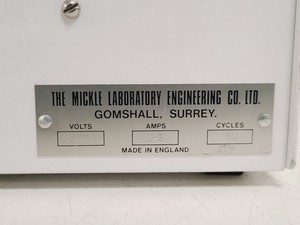 THE MICKLE LABORATORY ENGINEERING CO. LTD.
GOMSHALL, SURREY.
VOLTS AMPS CYCLES
MADE IN ENGLAND